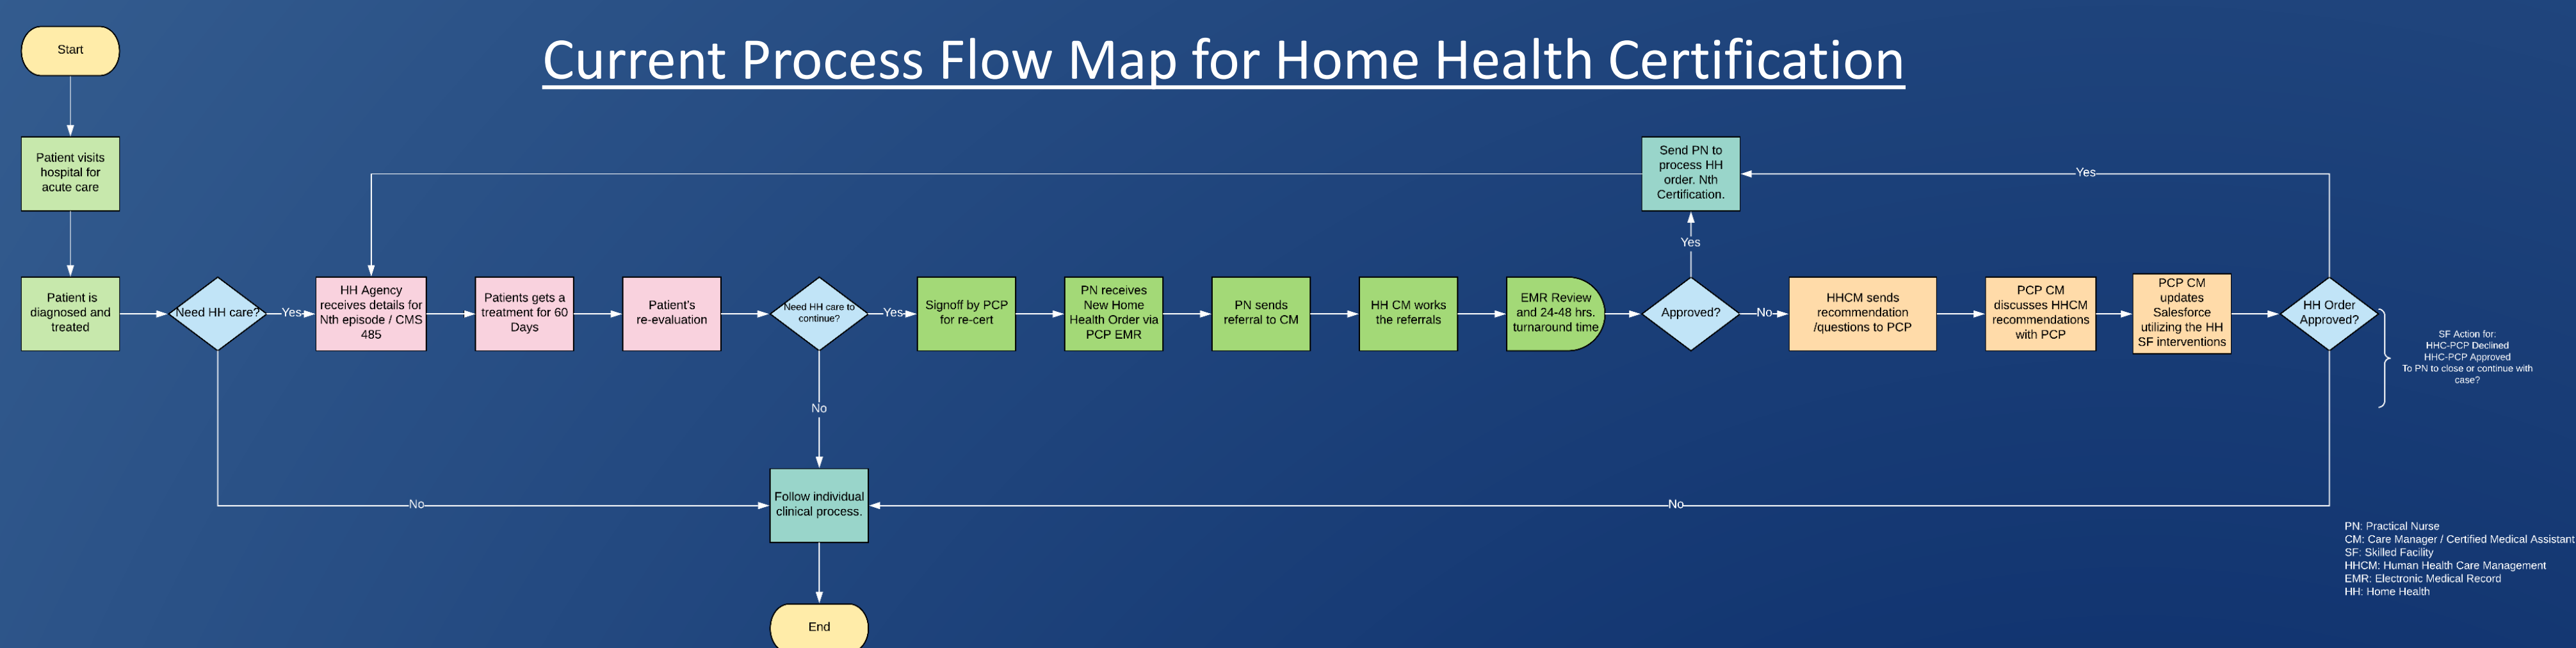 Start
Current Process Flow Map for Home Health Certification
Patient visits
hospital for
acute care
Send PN to
process HH
order. Nth
Certification.
Yes
Yes
Patient is
diagnosed and
treated
Need HH care?
Yes
HH Agency
receives details for
Nth episode / CMS
485
Patients gets a
treatment for 60
Days
Patient's
re-evaluation
Need HH care to
continue?
Yes
Signoff by PCP
for re-cert
PN receives
New Home
Health Order via
PCP EMR
PN sends
referral to CM
HH CM works
the referrals
EMR Review
and 24-48 hrs.
turnaround time
Approved?
No
HHCM sends
recommendation
/questions to PCP
PCP CM
discusses HHCM
recommendations
with PCP
PCP CM
updates
Salesforce
utilizing the HH
SF interventions
HH Order
Approved?
SF Action for:
HHC-PCP Declined
HHC-PCP Approved
To PN to close or continue with
case?
No
No
Follow individual
clinical process.
No
End
PN: Practical Nurse
CM: Care Manager / Certified Medical Assistant
SF: Skilled Facility
HHCM: Human Health Care Management
EMR: Electronic Medical Record
HH: Home Health